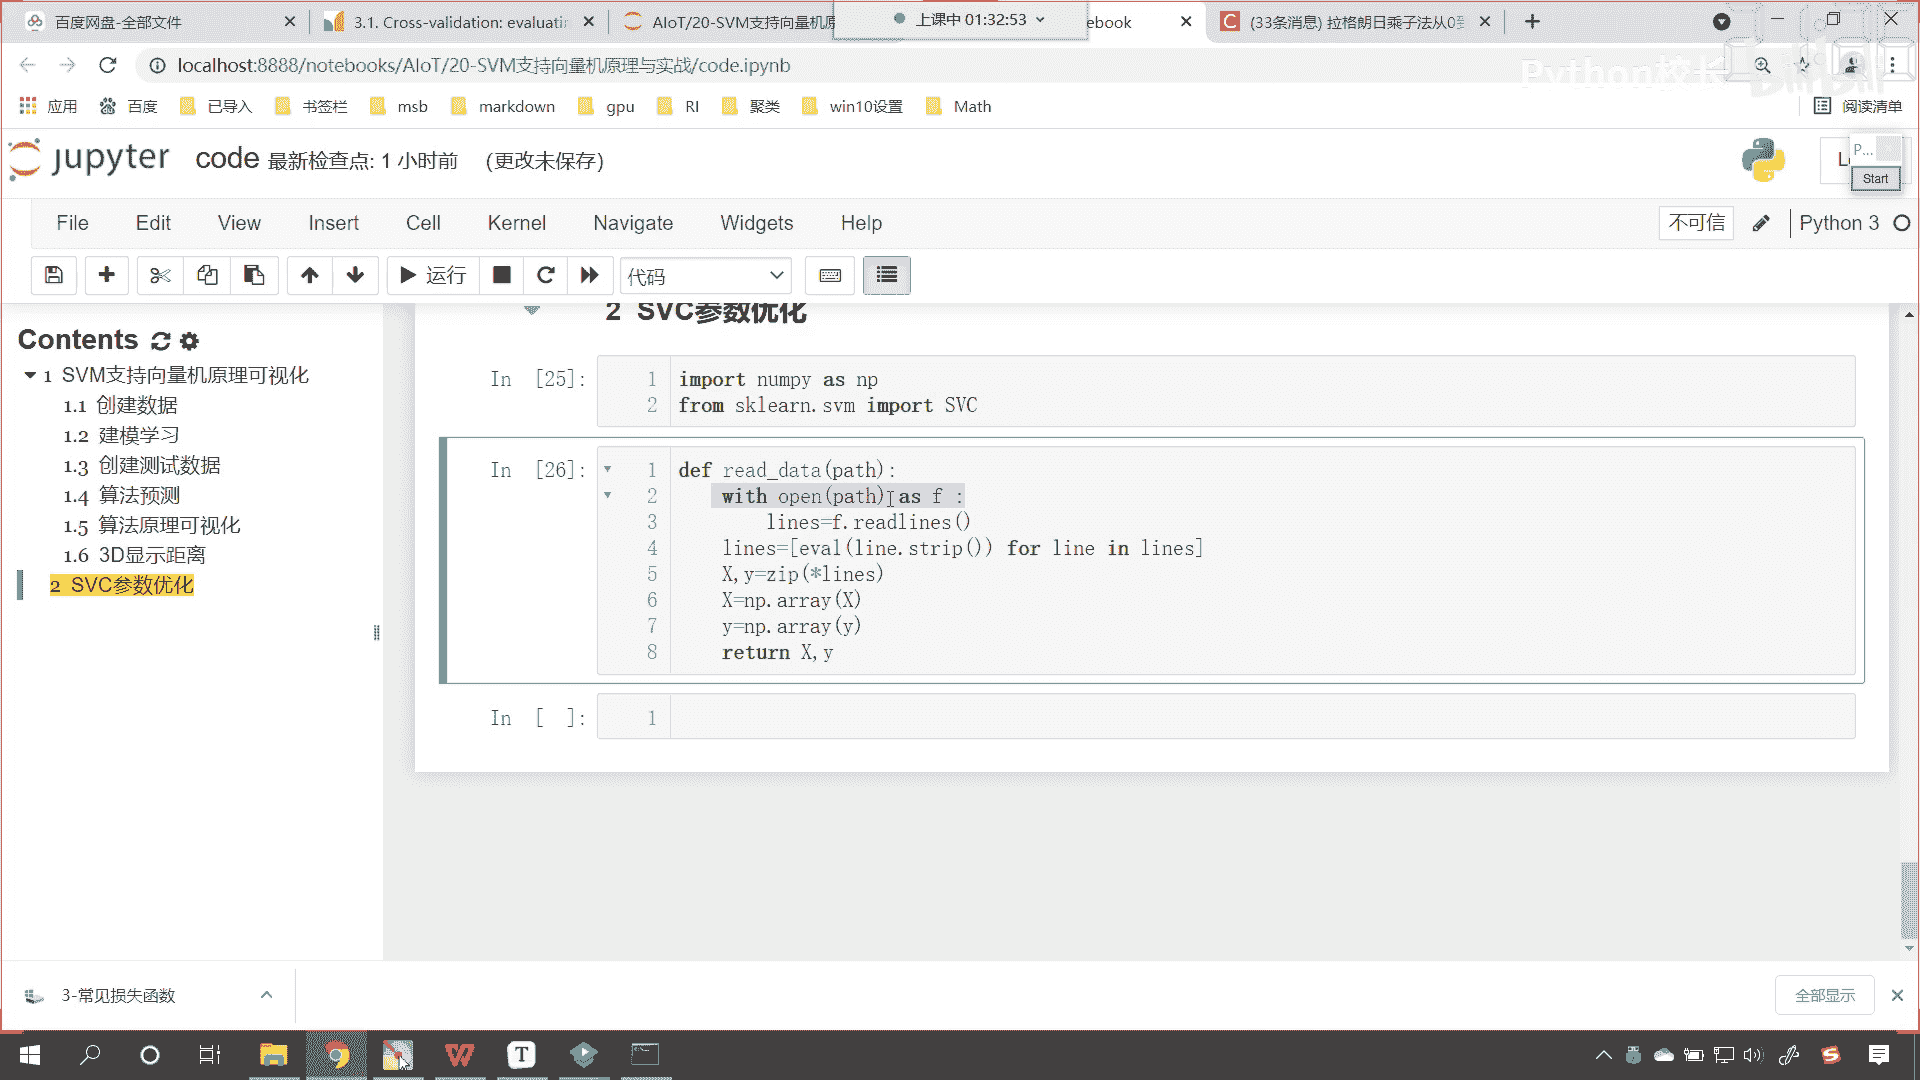 百度网盘-全部文件
3.1. Cross-validation: evaluatin
AIoT/20-SVM支持向量机原
上课中 01:32:53
ebook
(33条消息) 拉格朗日乘子法从0到
localhost:8888/notebooks/AIoT/20-SVM支持向量机原理与实战/code.ipynb
Python校长
bilibili
应用
百度
已导入
书签栏
msb
markdown
gpu
RI
聚类
win10设置
Math
阅读清单
jupyter code 最新检查点: 1 小时前 (更改未保存)
P...
Start
File Edit View Insert Cell Kernel Navigate Widgets Help
不可信
Python 3
运行
代码
Contents
1 SVM支持向量机原理可视化
1.1 创建数据
1.2 建模学习
1.3 创建测试数据
1.4 算法预测
1.5 算法原理可视化
1.6 3D显示距离
2 SVC参数优化
2 SVC参数优化
In [25]:
1 import numpy as np
2 from sklearn.svm import SVC
In [26]:
1 def read_data(path):
2 with open(path) as f :
3 lines=f.readlines()
4 lines=[eval(line.strip()) for line in lines]
5 X,y=zip(*lines)
6 X=np.array(X)
7 y=np.array(y)
8 return X,y
In [ ]:
1
3-常见损失函数
全部显示